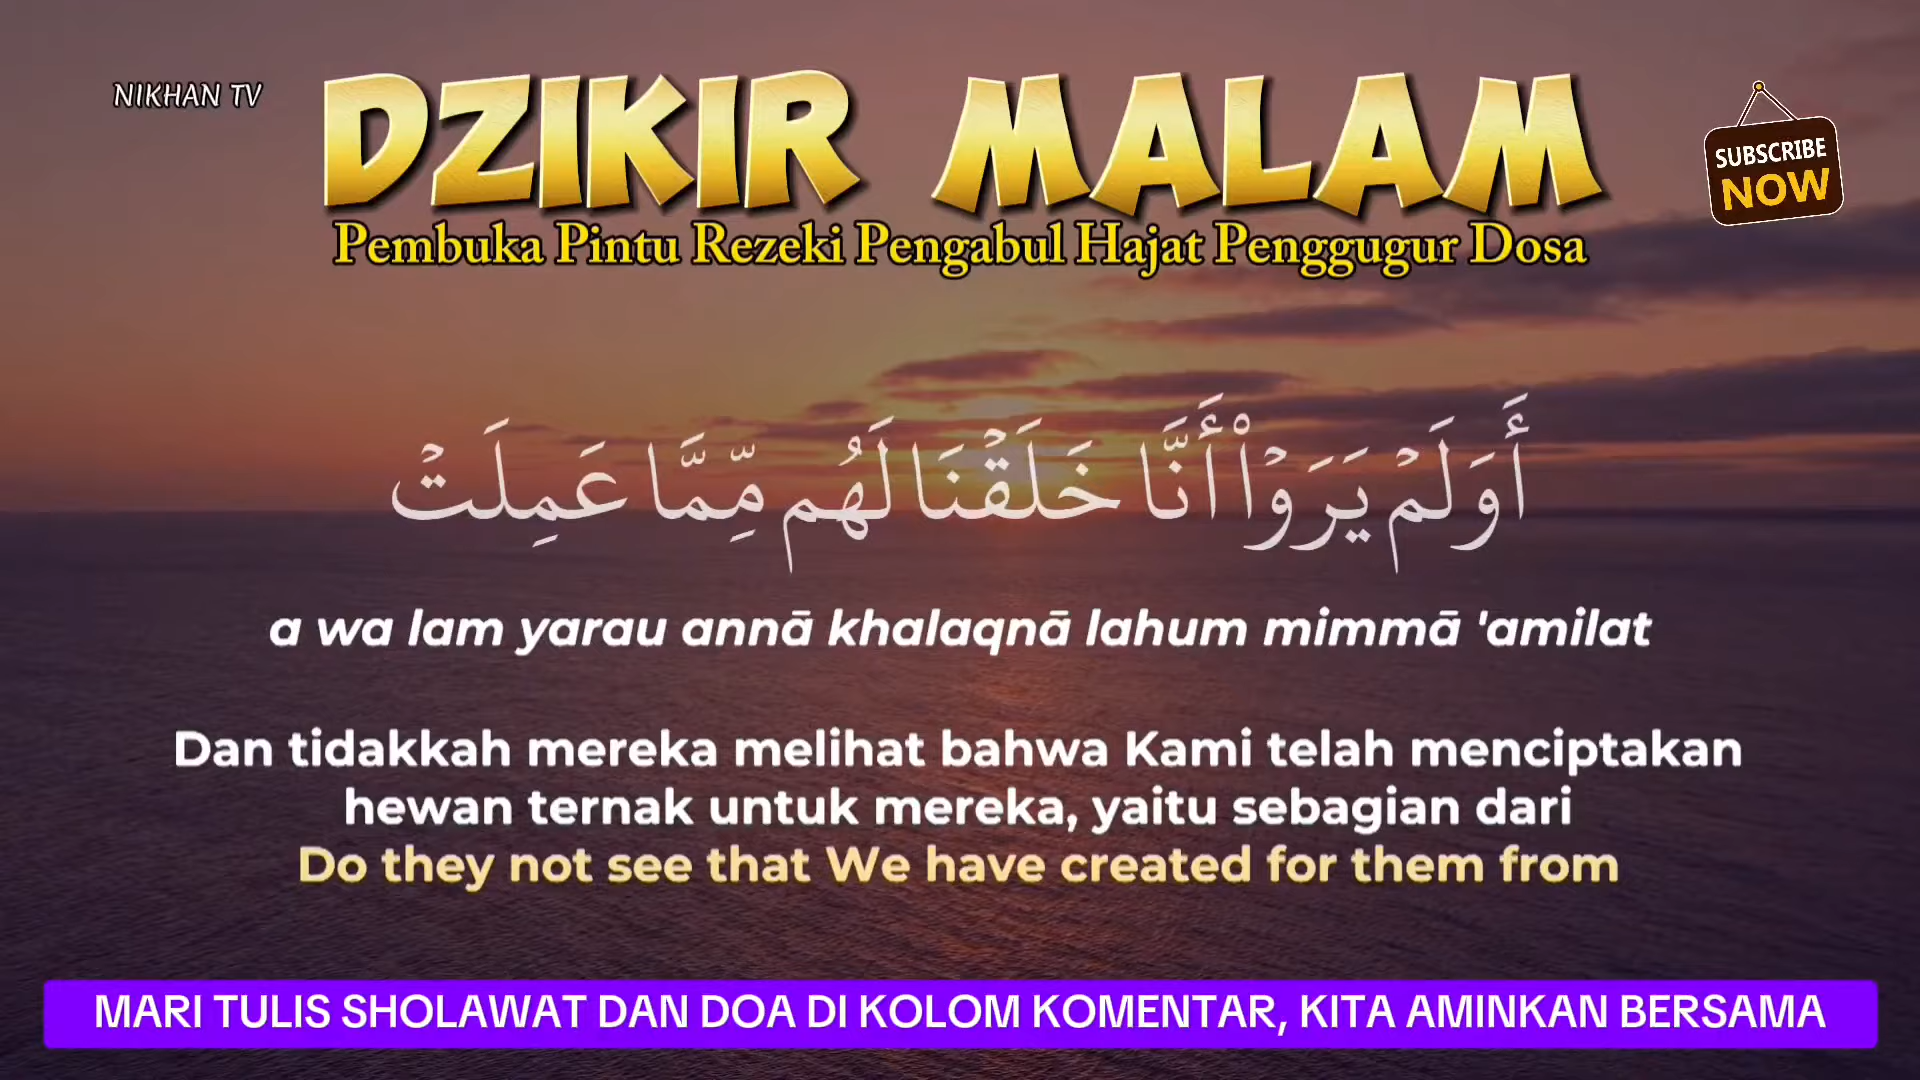 NIKHAN TV
DZIKIR MALAM
SUBSCRIBE
NOW
Pembuka Pintu Rezeki Pengabul Hajat Penggugur Dosa
أَوَلَمْ يَرَوْا۟ أَنَّا خَلَقْنَا لَهُم مِّمَّا عَمِلَتْ
a wa lam yarau annā khalaqnā lahum mimmā 'amilat
Dan tidakkah mereka melihat bahwa Kami telah menciptakan
hewan ternak untuk mereka, yaitu sebagian dari
Do they not see that We have created for them from
MARI TULIS SHOLAWAT DAN DOA DI KOLOM KOMENTAR, KITA AMINKAN BERSAMA